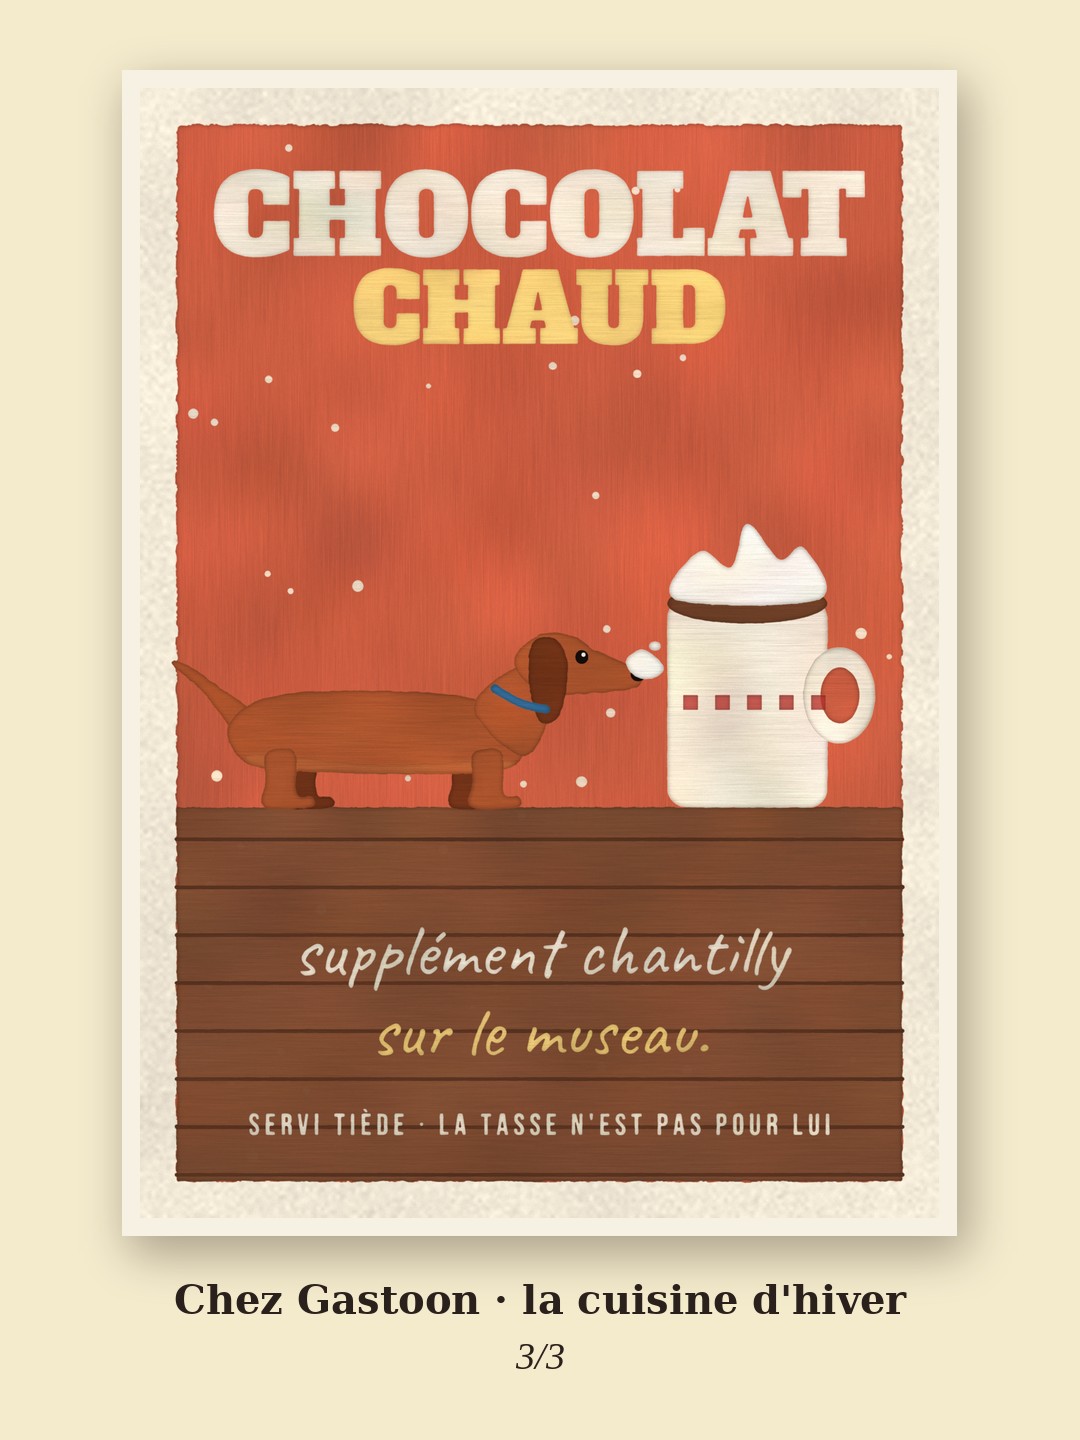 CHOCOLAT
CHAUD
supplément chantilly
sur le museau.
SERVI TIÈDE · LA TASSE N'EST PAS POUR LUI
Chez Gastoon · la cuisine d'hiver
3/3